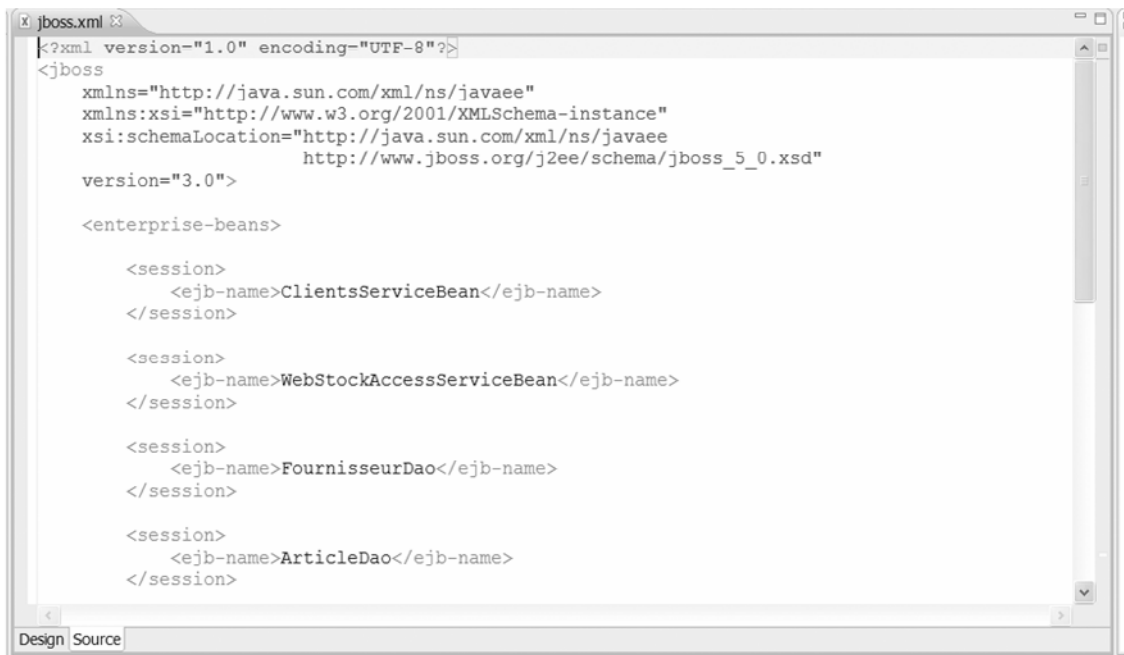 jboss.xml
<?xml version="1.0" encoding="UTF-8"?>
<jboss
xmlns="http://java.sun.com/xml/ns/javaee"
xmlns:xsi="http://www.w3.org/2001/XMLSchema-instance"
xsi:schemaLocation="http://java.sun.com/xml/ns/javaee
http://www.jboss.org/j2ee/schema/jboss_5_0.xsd"
version="3.0">
<enterprise-beans>
<session>
<ejb-name>ClientsServiceBean</ejb-name>
</session>
<session>
<ejb-name>WebStockAccessServiceBean</ejb-name>
</session>
<session>
<ejb-name>FournisseurDao</ejb-name>
</session>
<session>
<ejb-name>ArticleDao</ejb-name>
</session>
Design Source